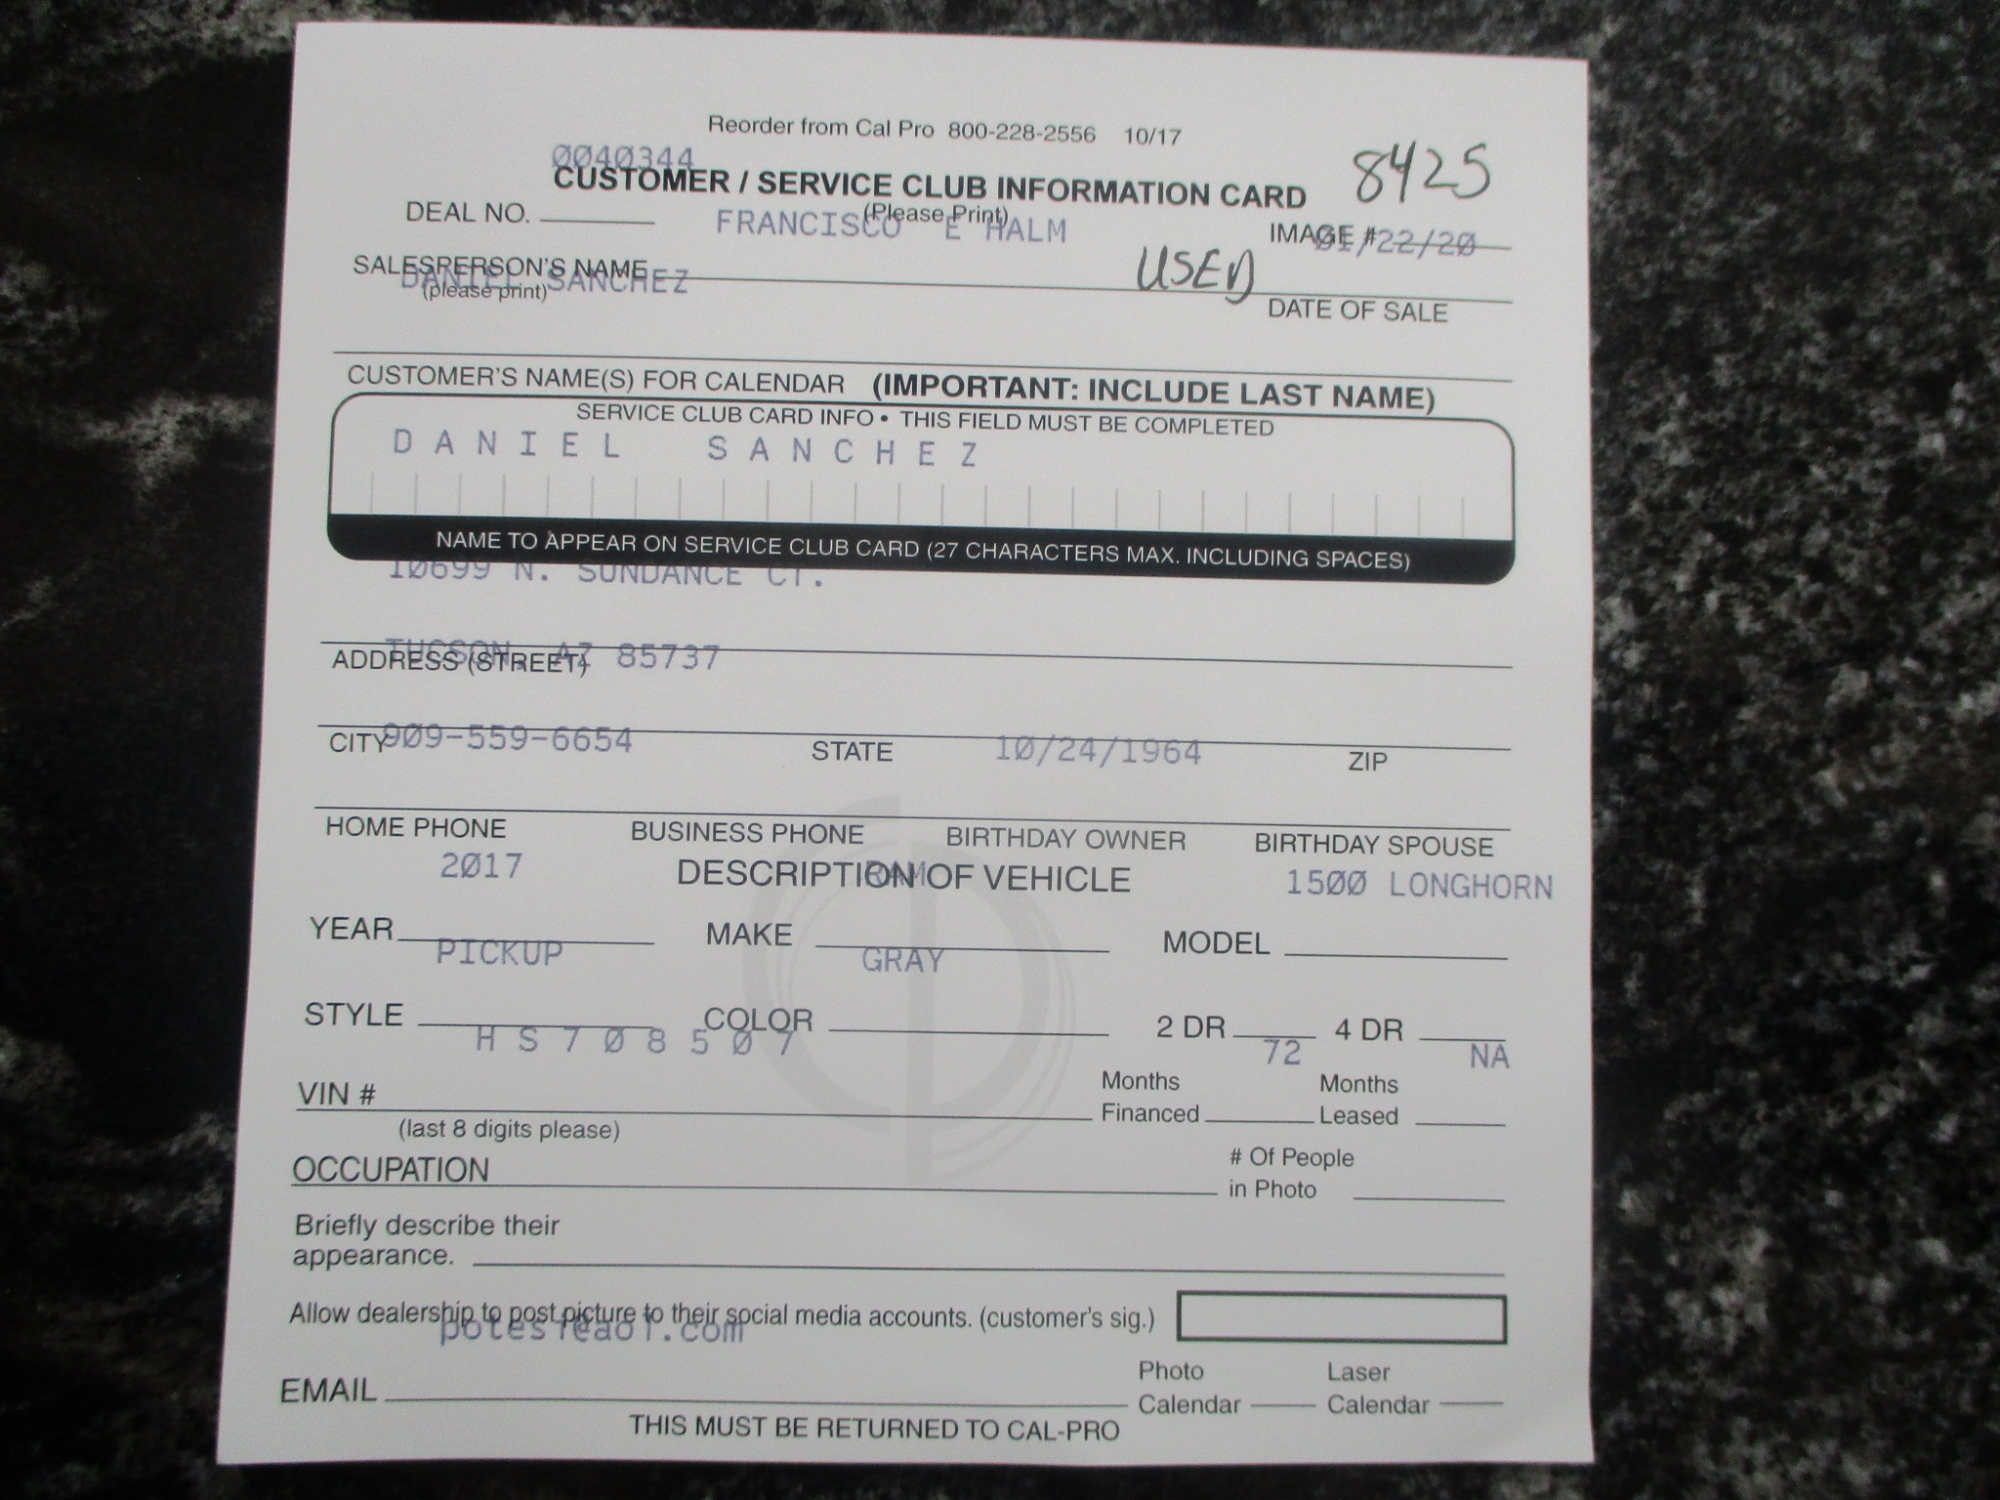 Reorder from Cal Pro 800-228-2556 10/17
0040344
8425
CUSTOMER / SERVICE CLUB INFORMATION CARD
(Please Print)
DEAL NO. FRANCISCO E HALM IMAGE # 01/22/20
SALESPERSON'S NAME DANIEL SANCHEZ USED
(please print) DATE OF SALE
CUSTOMER'S NAME(S) FOR CALENDAR (IMPORTANT: INCLUDE LAST NAME)
SERVICE CLUB CARD INFO • THIS FIELD MUST BE COMPLETED
DANIEL SANCHEZ
NAME TO APPEAR ON SERVICE CLUB CARD (27 CHARACTERS MAX. INCLUDING SPACES)
10699 N. SUNDANCE CT.
TUCSON, AZ 85737
ADDRESS (STREET)
909-559-6654 10/24/1964
CITY STATE ZIP
HOME PHONE BUSINESS PHONE BIRTHDAY OWNER BIRTHDAY SPOUSE
2017 RAM 1500 LONGHORN
DESCRIPTION OF VEHICLE
YEAR MAKE MODEL
PICKUP GRAY
STYLE COLOR 2 DR 4 DR
HS708507 72 NA
VIN # Months Financed Months Leased
(last 8 digits please)
OCCUPATION # Of People in Photo
Briefly describe their
appearance.
Allow dealership to post picture to their social media accounts. (customer's sig.)
EMAIL Photo Calendar Laser Calendar
THIS MUST BE RETURNED TO CAL-PRO